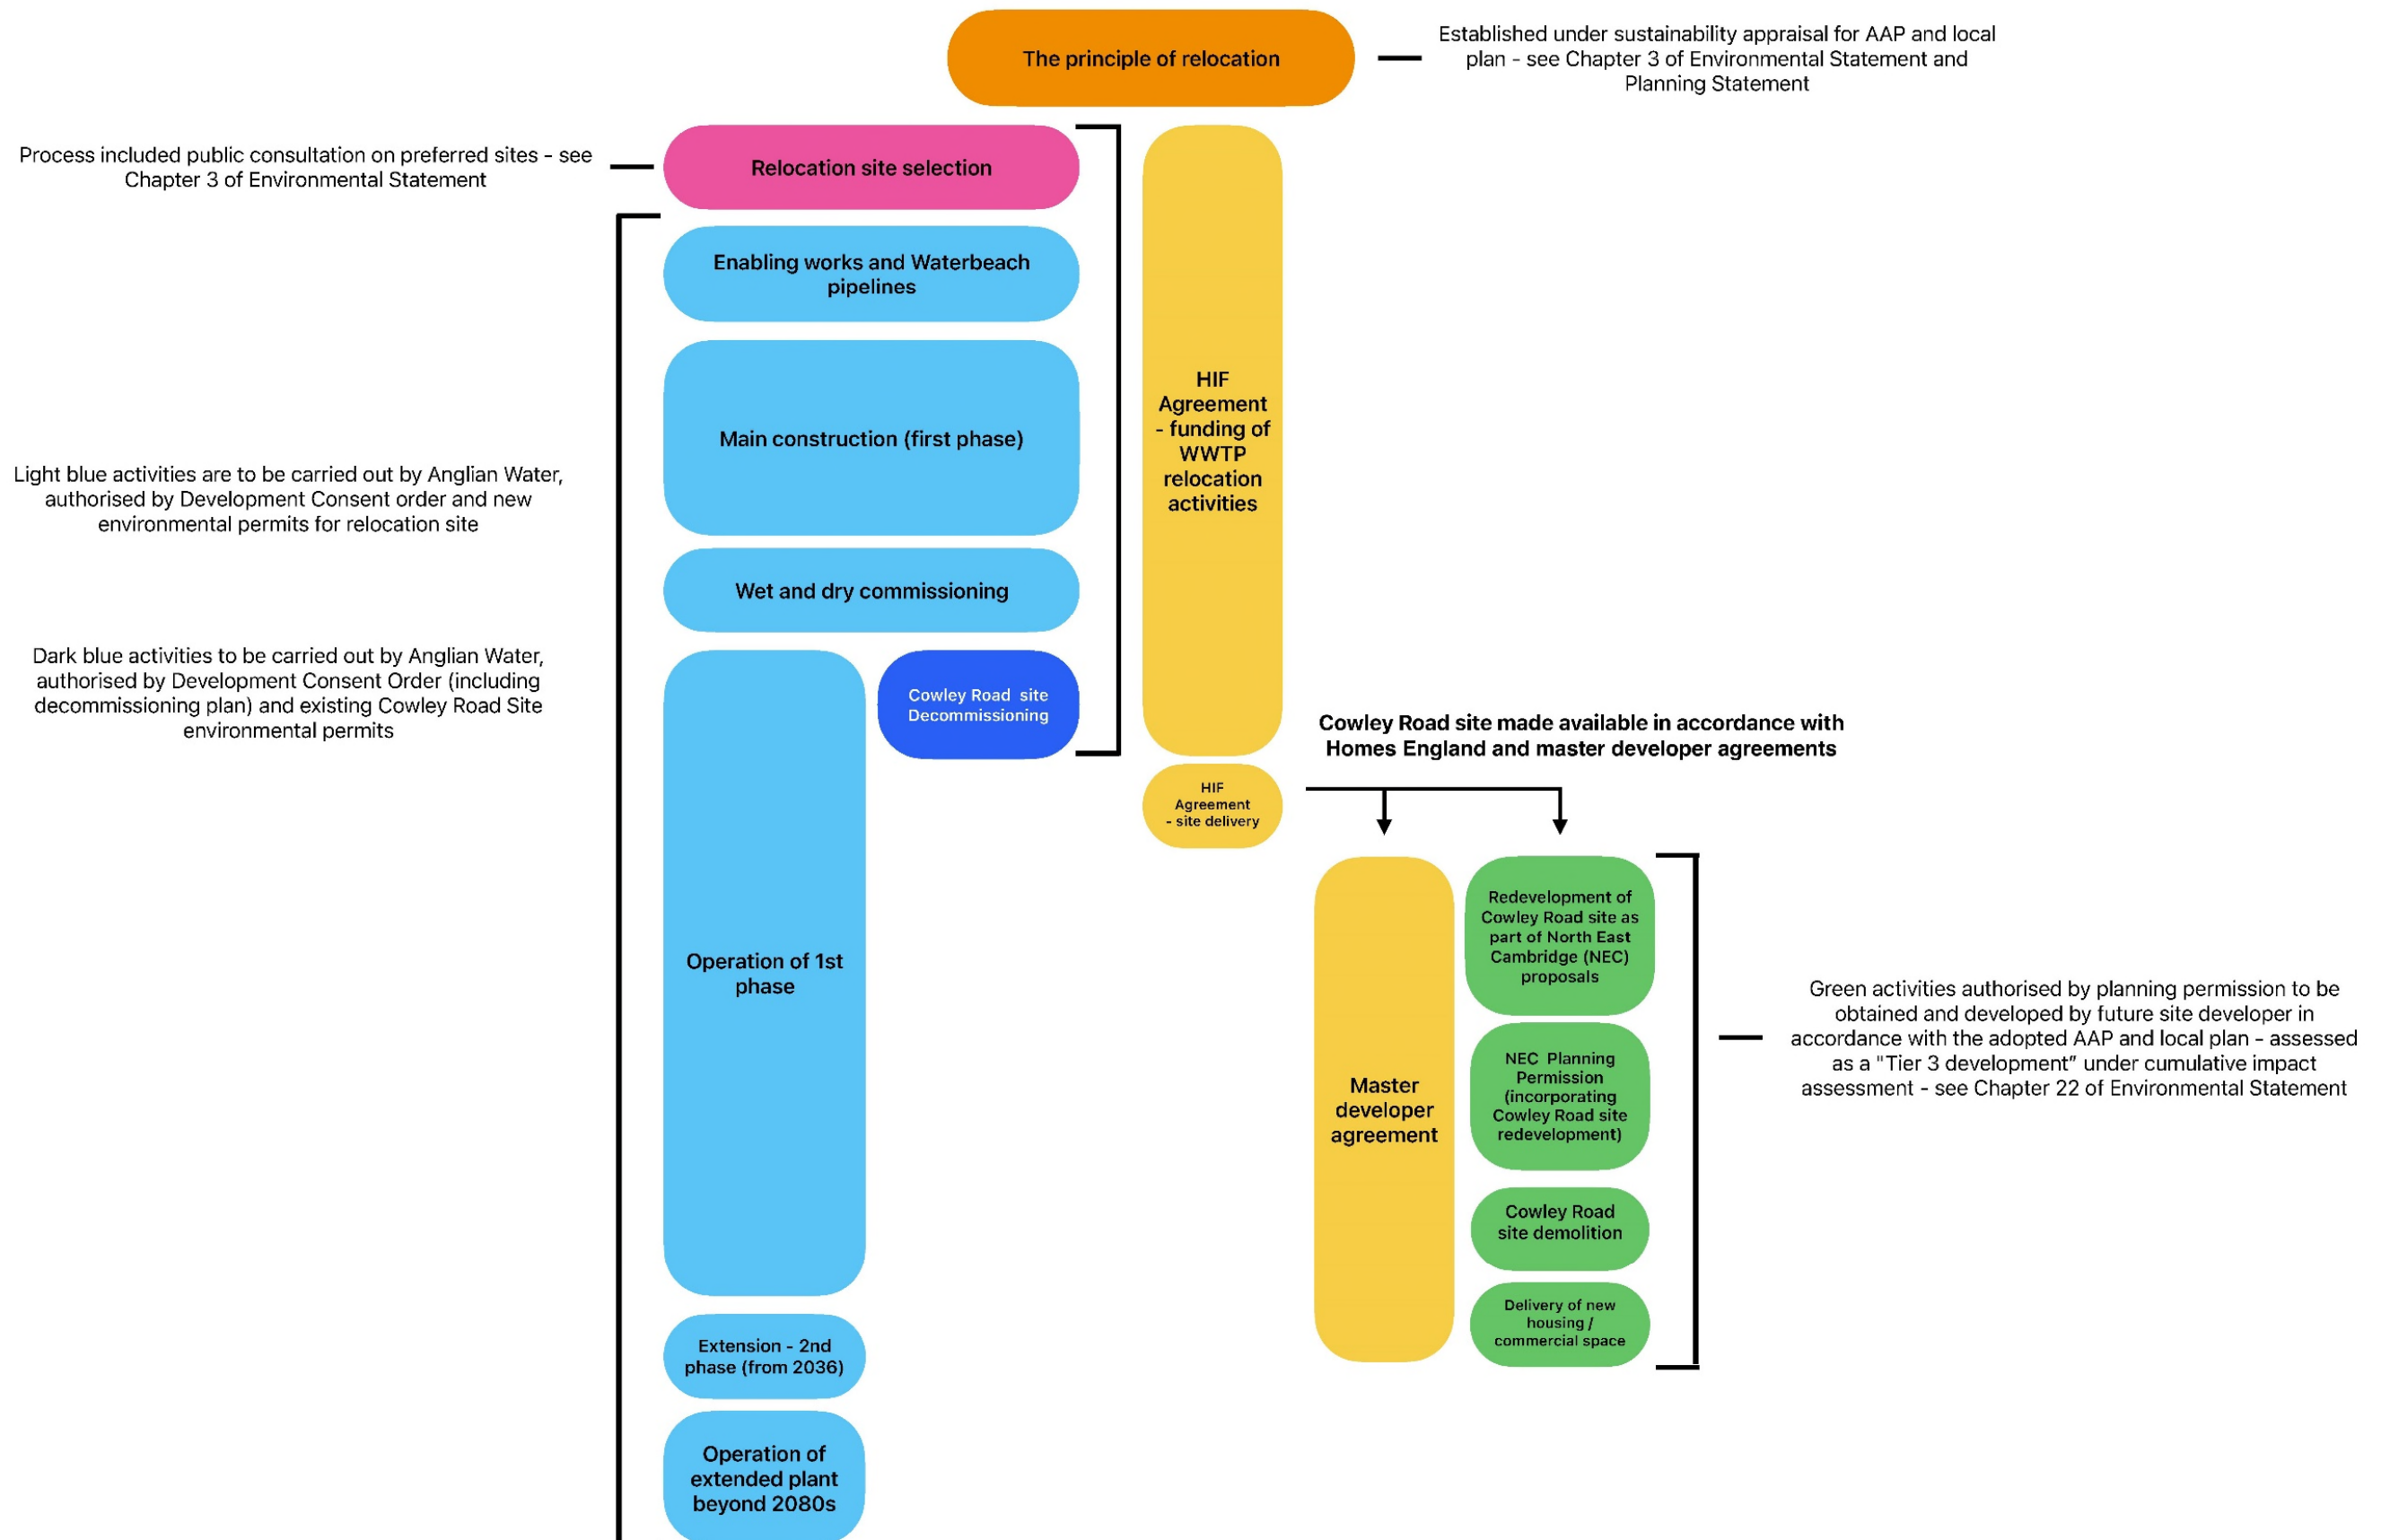 The principle of relocation
Established under sustainability appraisal for AAP and local
plan - see Chapter 3 of Environmental Statement and
Planning Statement
Process included public consultation on preferred sites - see
Chapter 3 of Environmental Statement
Relocation site selection
Enabling works and Waterbeach
pipelines
Main construction (first phase)
HIF
Agreement
- funding of
WWTP
relocation
activities
Light blue activities are to be carried out by Anglian Water,
authorised by Development Consent order and new
environmental permits for relocation site
Wet and dry commissioning
Dark blue activities to be carried out by Anglian Water,
authorised by Development Consent Order (including
decommissioning plan) and existing Cowley Road Site
environmental permits
Cowley Road site
Decommissioning
Cowley Road site made available in accordance with
Homes England and master developer agreements
HIF
Agreement
- site delivery
Operation of 1st
phase
Master
developer
agreement
Redevelopment of
Cowley Road site as
part of North East
Cambridge (NEC)
proposals
NEC Planning
Permission
(incorporating
Cowley Road site
redevelopment)
Cowley Road
site demolition
Delivery of new
housing /
commercial space
Green activities authorised by planning permission to be
obtained and developed by future site developer in
accordance with the adopted AAP and local plan - assessed
as a "Tier 3 development” under cumulative impact
assessment - see Chapter 22 of Environmental Statement
Extension - 2nd
phase (from 2036)
Operation of
extended plant
beyond 2080s